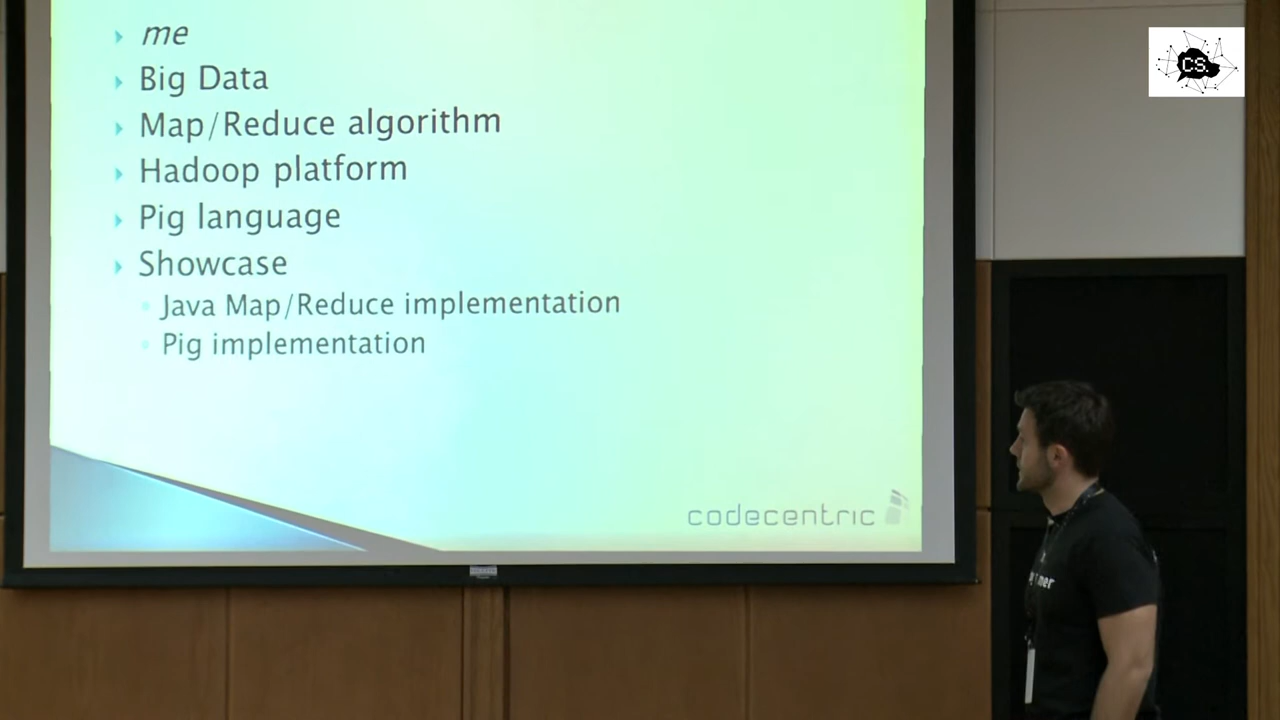 me
Big Data
Map/Reduce algorithm
Hadoop platform
Pig language
Showcase
Java Map/Reduce implementation
Pig implementation
codecentric
CS.